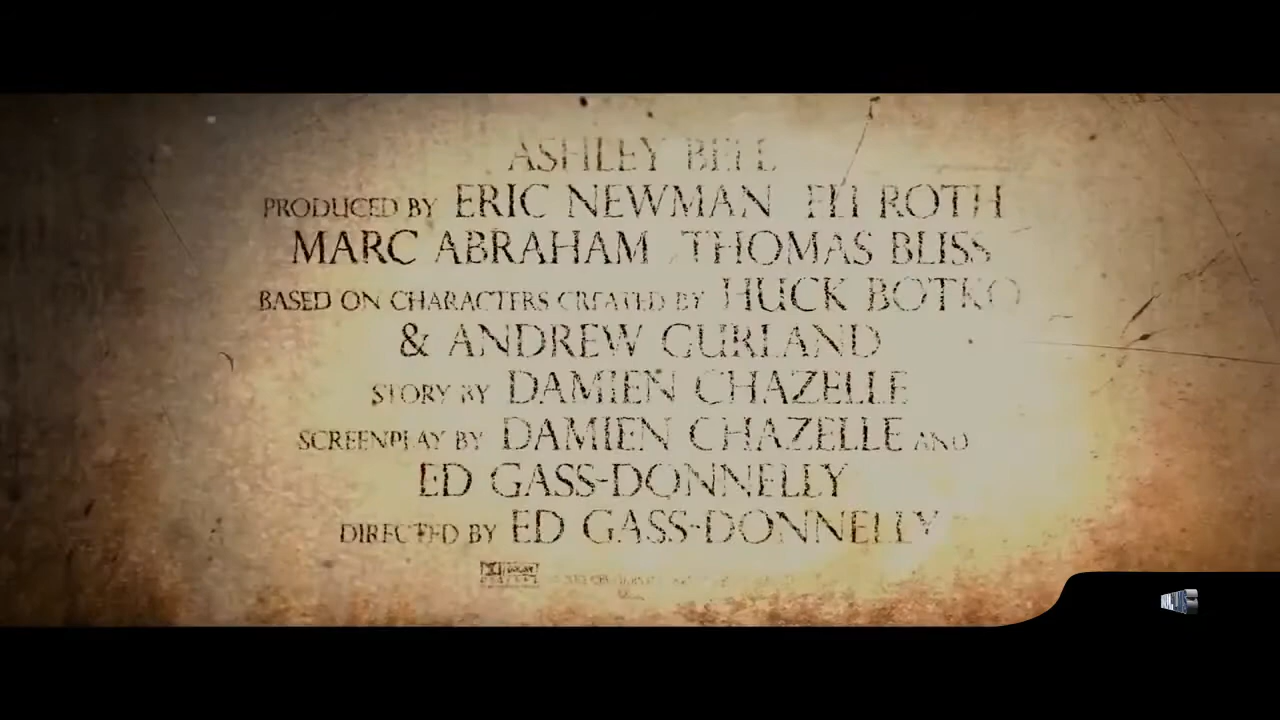 ASHLEY BELL
PRODUCED BY ERIC NEWMAN ELI ROTH
MARC ABRAHAM THOMAS BLISS
BASED ON CHARACTERS CREATED BY HUCK BOTKO
& ANDREW GURLAND
STORY BY DAMIEN CHAZELLE
SCREENPLAY BY DAMIEN CHAZELLE AND
ED GASS-DONNELLY
DIRECTED BY ED GASS-DONNELLY